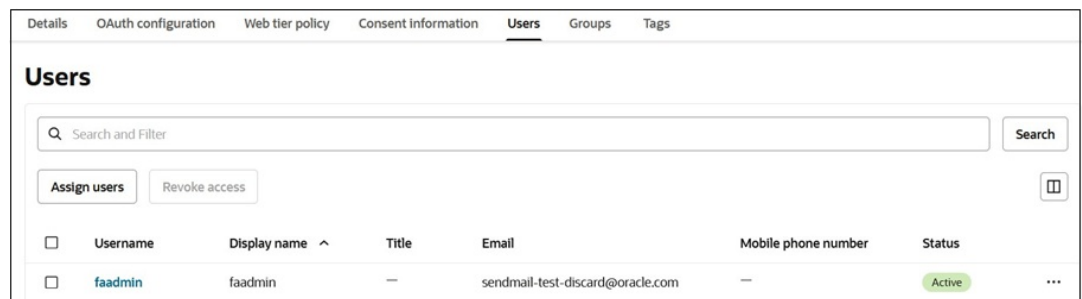 Details OAuth configuration Web tier policy Consent information Users Groups Tags
Users
Search and Filter Search
Assign users Revoke access
Username Display name Title Email Mobile phone number Status
faadmin faadmin — sendmail-test-discard@oracle.com — Active ...